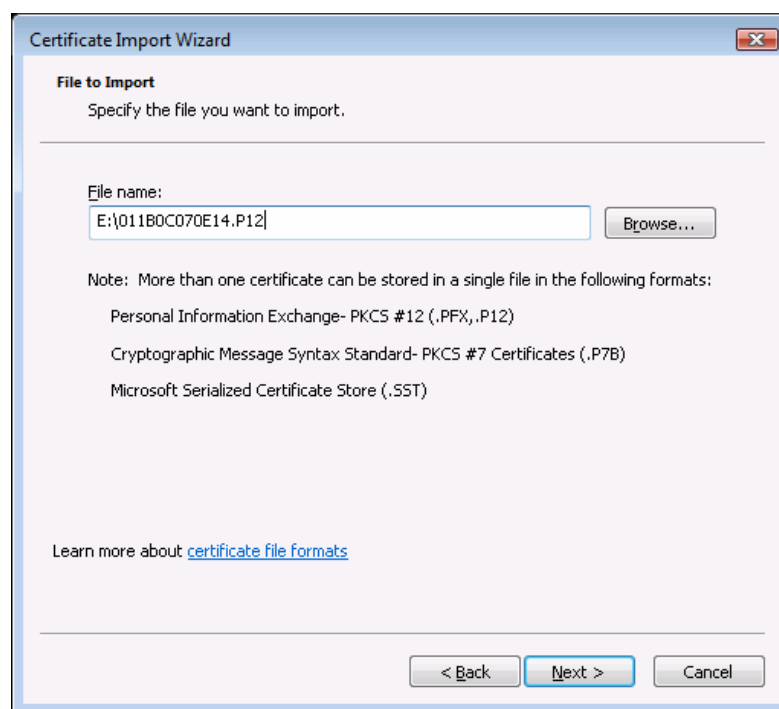 Certificate Import Wizard
File to Import
Specify the file you want to import.
File name:
E:\011B0C070E14.P12
Browse...
Note: More than one certificate can be stored in a single file in the following formats:
Personal Information Exchange- PKCS #12 (.PFX,.P12)
Cryptographic Message Syntax Standard- PKCS #7 Certificates (.P7B)
Microsoft Serialized Certificate Store (.SST)
Learn more about certificate file formats
< Back Next > Cancel